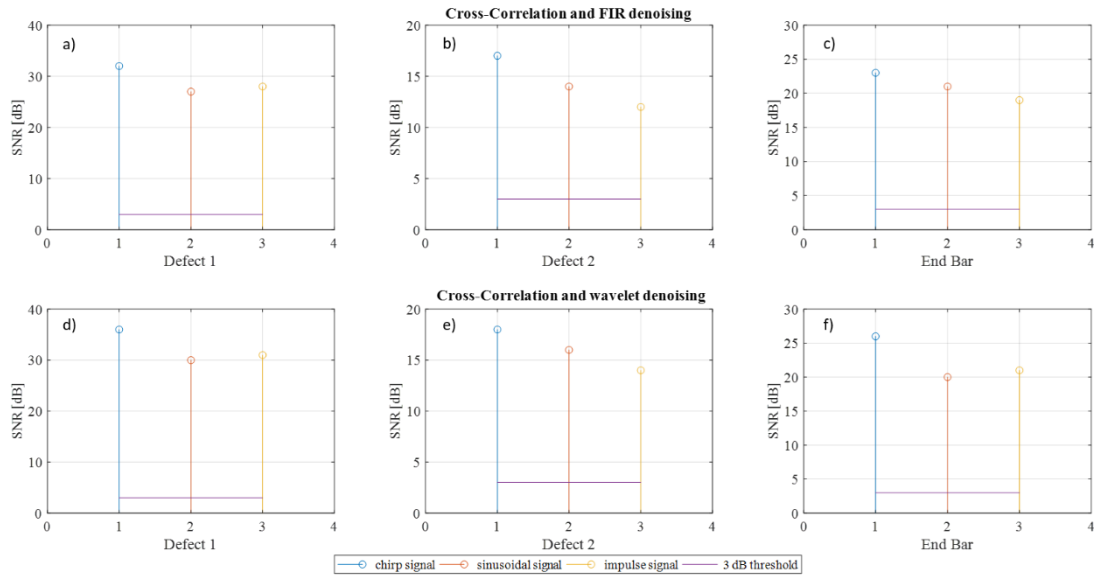 Cross-Correlation and FIR denoising
a)
SNR [dB]
40
30
20
10
0
0 1 2 3 4
Defect 1
b)
SNR [dB]
20
15
10
5
0
0 1 2 3 4
Defect 2
c)
SNR [dB]
30
25
20
15
10
5
0
0 1 2 3 4
End Bar
Cross-Correlation and wavelet denoising
d)
SNR [dB]
40
30
20
10
0
0 1 2 3 4
Defect 1
e)
SNR [dB]
20
15
10
5
0
0 1 2 3 4
Defect 2
f)
SNR [dB]
30
25
20
15
10
5
0
0 1 2 3 4
End Bar
chirp signal sinusoidal signal impulse signal 3 dB threshold